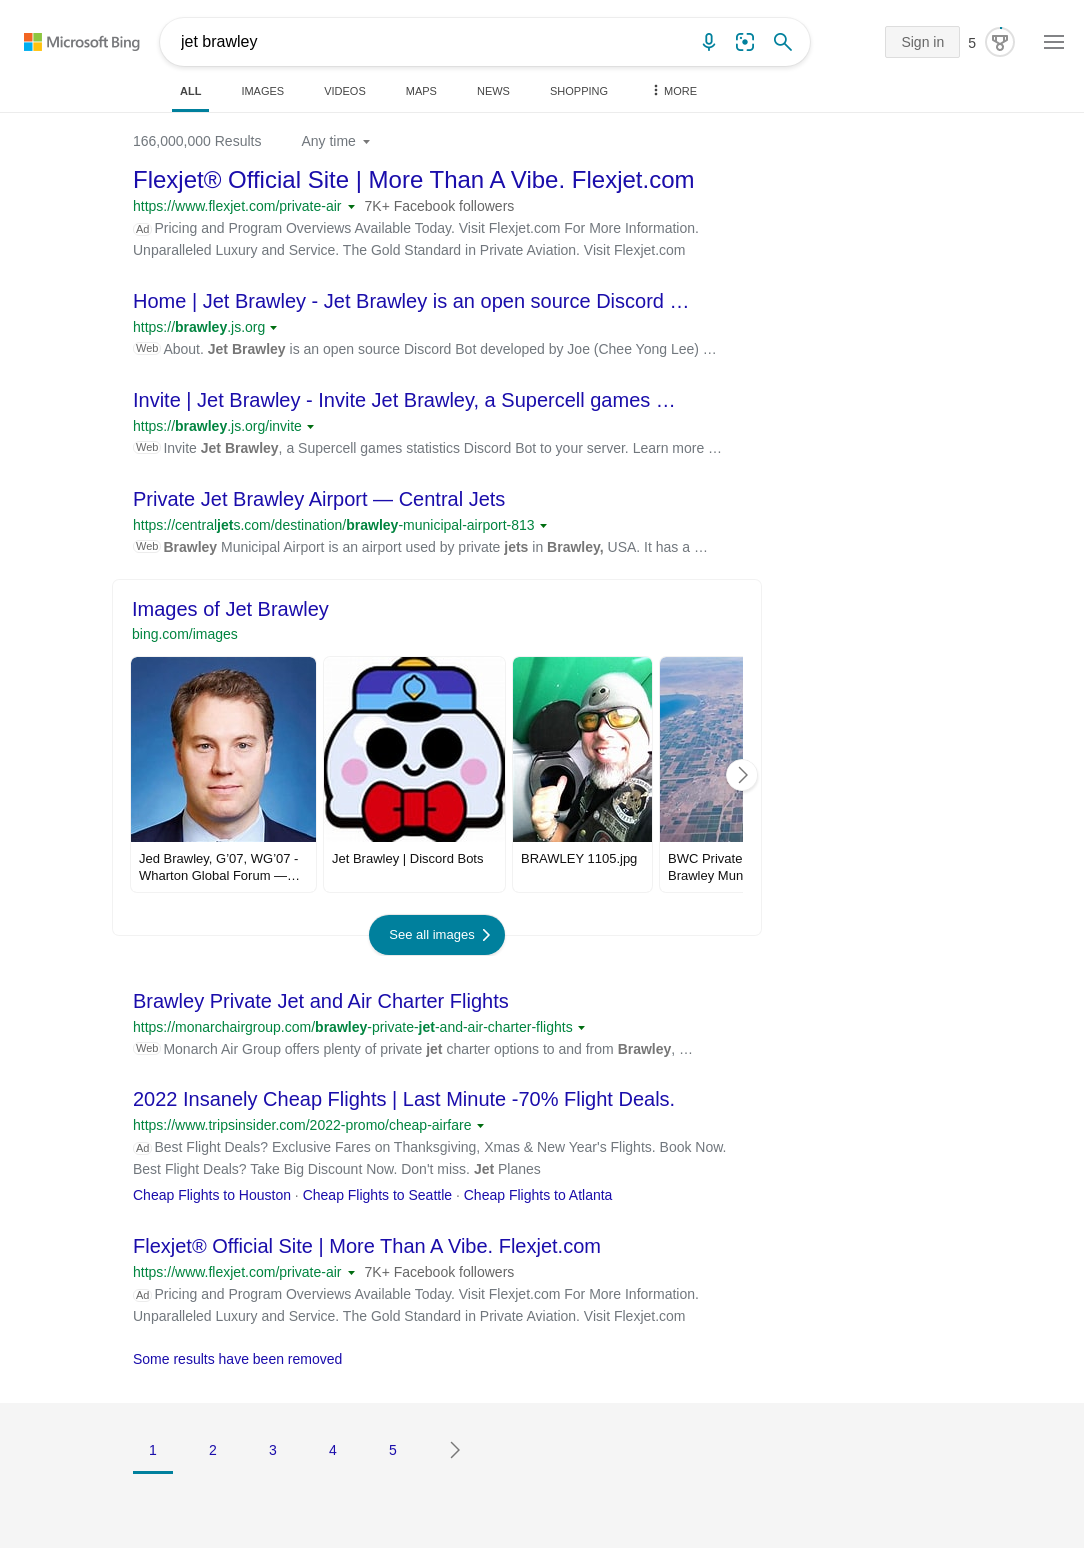 Microsoft Bing
jet brawley
Sign in
5
ALL
IMAGES
VIDEOS
MAPS
NEWS
SHOPPING
MORE
166,000,000 Results
Any time
Flexjet® Official Site | More Than A Vibe. Flexjet.com
https://www.flexjet.com/private-air 7K+ Facebook followers
Ad Pricing and Program Overviews Available Today. Visit Flexjet.com For More Information.
Unparalleled Luxury and Service. The Gold Standard in Private Aviation. Visit Flexjet.com
Home | Jet Brawley - Jet Brawley is an open source Discord …
https://brawley.js.org
Web About. Jet Brawley is an open source Discord Bot developed by Joe (Chee Yong Lee) …
Invite | Jet Brawley - Invite Jet Brawley, a Supercell games …
https://brawley.js.org/invite
Web Invite Jet Brawley, a Supercell games statistics Discord Bot to your server. Learn more …
Private Jet Brawley Airport — Central Jets
https://centraljets.com/destination/brawley-municipal-airport-813
Web Brawley Municipal Airport is an airport used by private jets in Brawley, USA. It has a …
Images of Jet Brawley
bing.com/images
Jed Brawley, G’07, WG’07 -
Wharton Global Forum —…
Jet Brawley | Discord Bots
BRAWLEY 1105.jpg
BWC Private
Brawley Mun
See all images
Brawley Private Jet and Air Charter Flights
https://monarchairgroup.com/brawley-private-jet-and-air-charter-flights
Web Monarch Air Group offers plenty of private jet charter options to and from Brawley, …
2022 Insanely Cheap Flights | Last Minute -70% Flight Deals.
https://www.tripsinsider.com/2022-promo/cheap-airfare
Ad Best Flight Deals? Exclusive Fares on Thanksgiving, Xmas & New Year's Flights. Book Now.
Best Flight Deals? Take Big Discount Now. Don't miss. Jet Planes
Cheap Flights to Houston · Cheap Flights to Seattle · Cheap Flights to Atlanta
Flexjet® Official Site | More Than A Vibe. Flexjet.com
https://www.flexjet.com/private-air 7K+ Facebook followers
Ad Pricing and Program Overviews Available Today. Visit Flexjet.com For More Information.
Unparalleled Luxury and Service. The Gold Standard in Private Aviation. Visit Flexjet.com
Some results have been removed
1 2 3 4 5